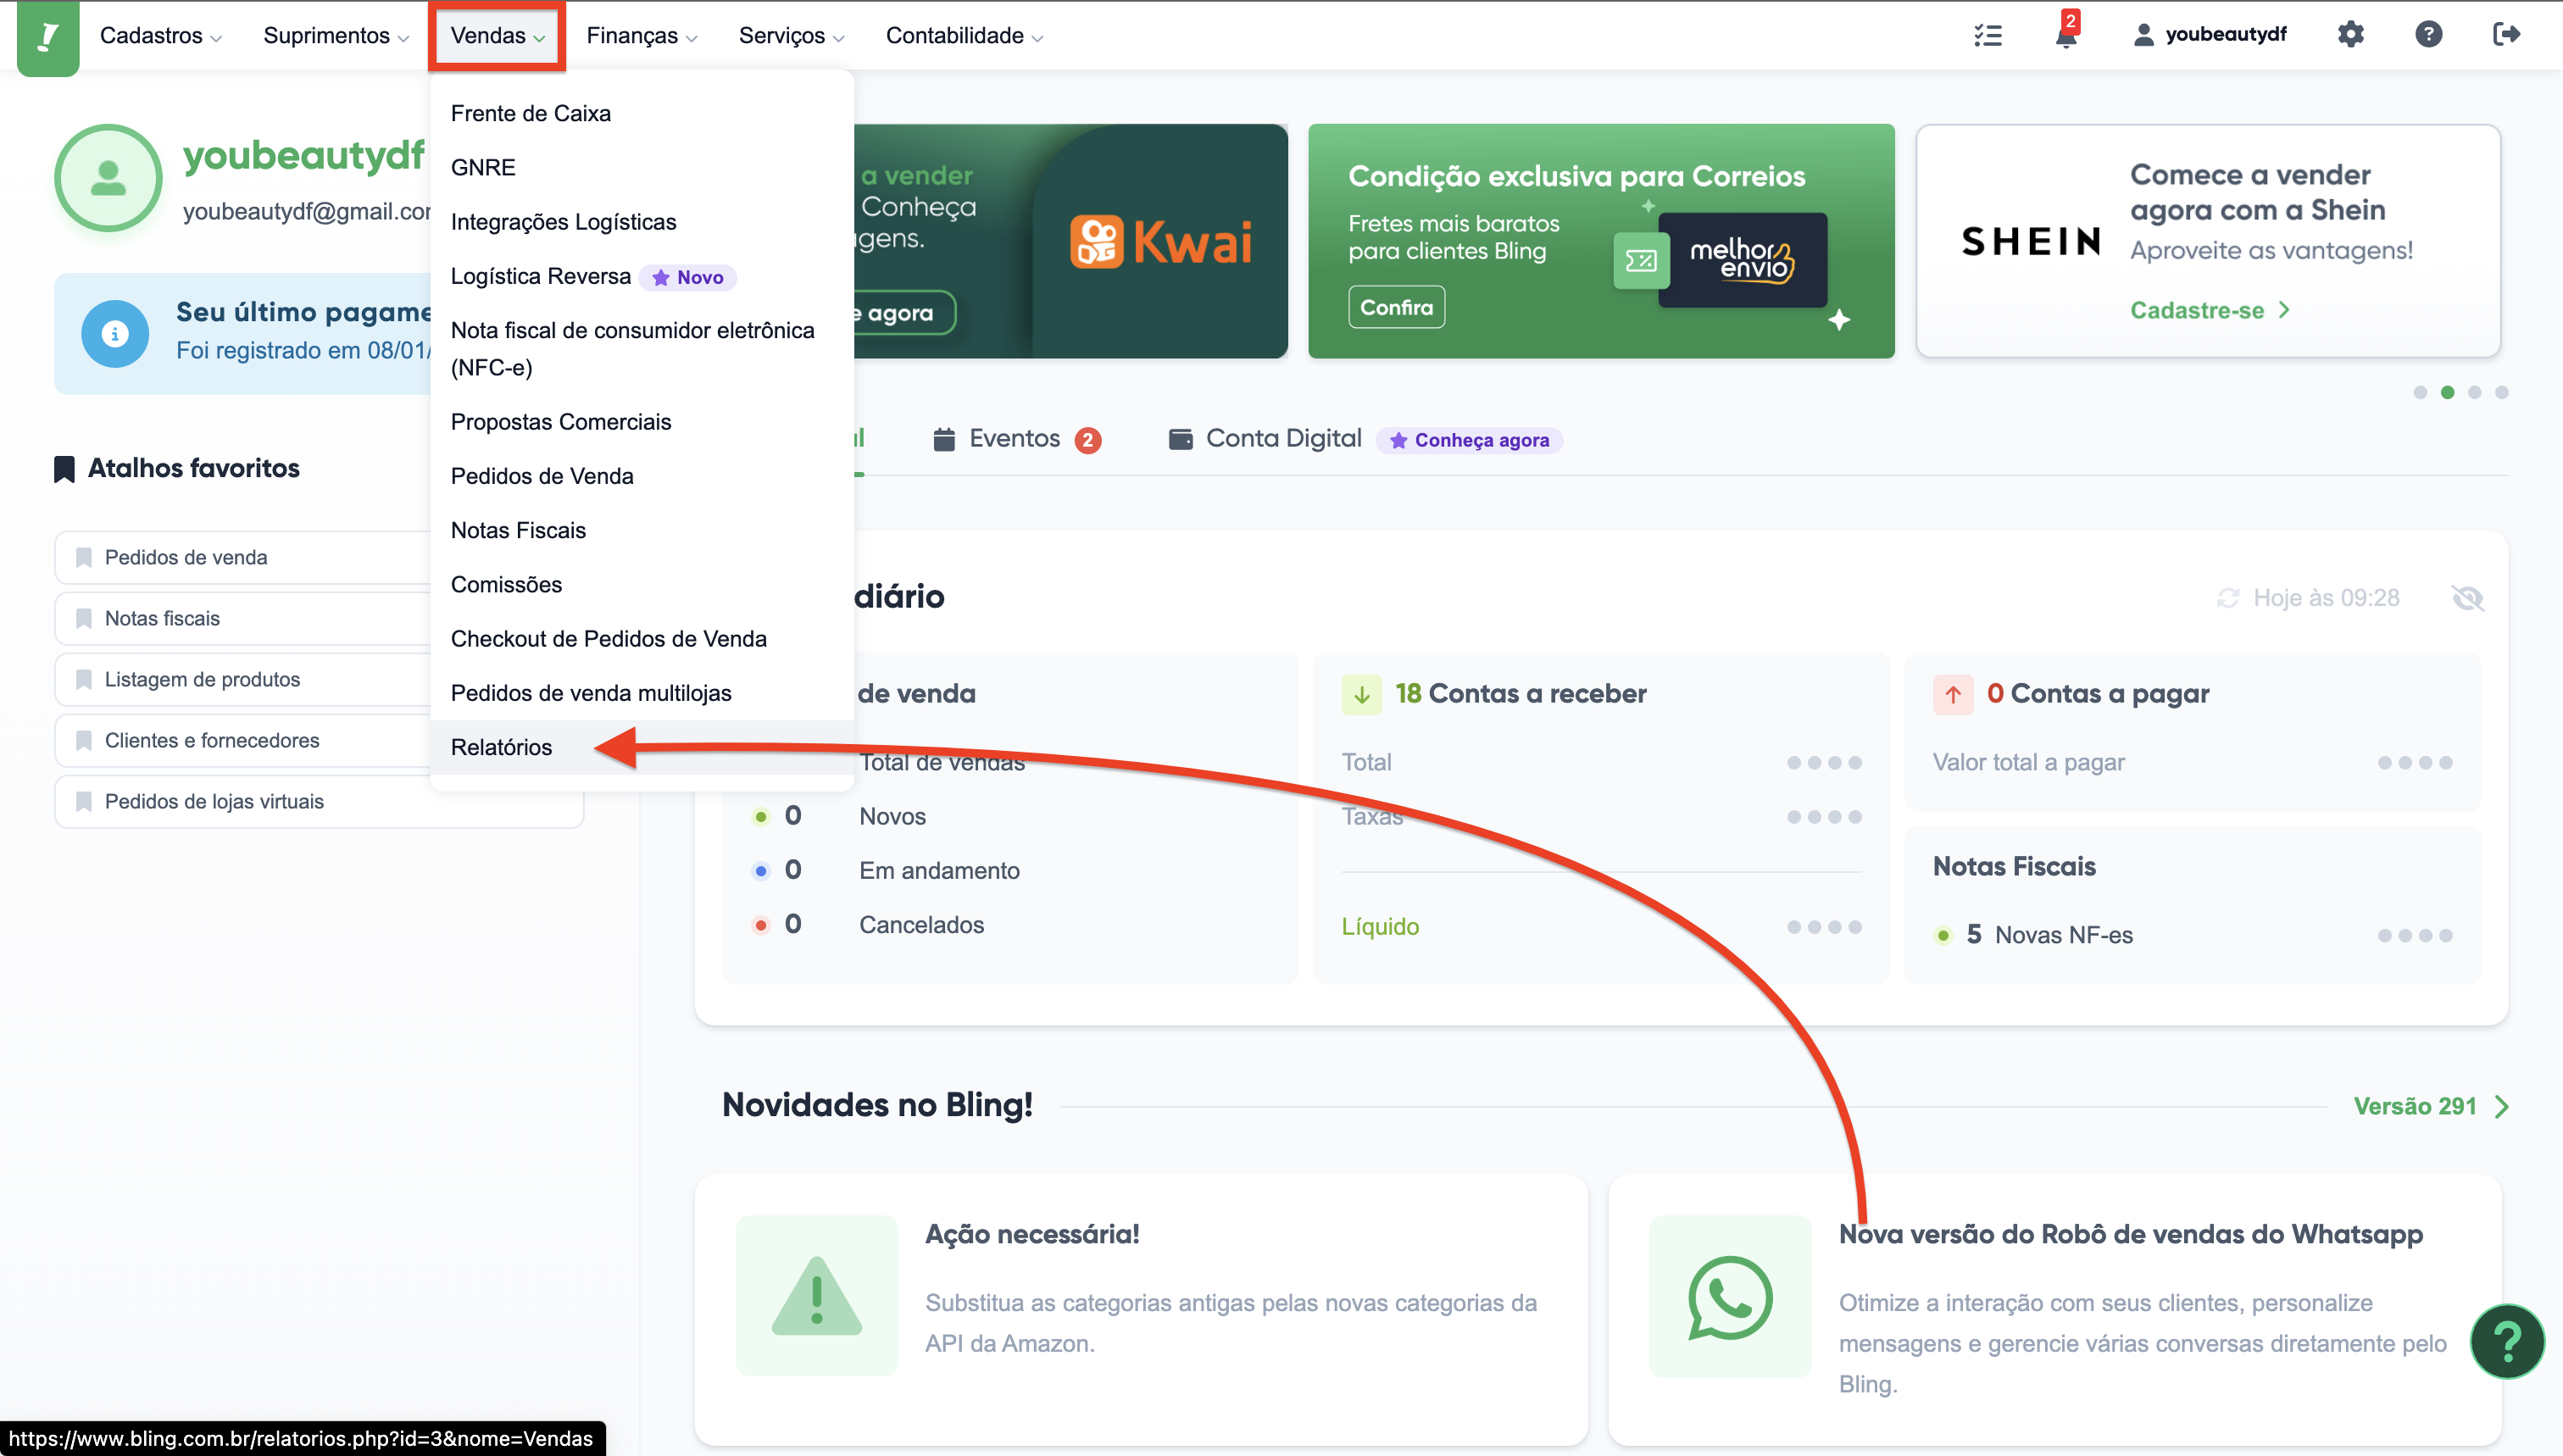 Cadastros
Suprimentos
Vendas
Finanças
Serviços
Contabilidade
2
youbeautydf
?
Frente de Caixa
GNRE
Integrações Logísticas
Logística Reversa
Novo
Nota fiscal de consumidor eletrônica
(NFC-e)
Propostas Comerciais
Pedidos de Venda
Notas Fiscais
Comissões
Checkout de Pedidos de Venda
Pedidos de venda multilojas
Relatórios
youbeautydf
youbeautydf@gmail.com
Seu último pagame
Foi registrado em 08/01/
Atalhos favoritos
Pedidos de venda
Notas fiscais
Listagem de produtos
Clientes e fornecedores
Pedidos de lojas virtuais
a vender
Conheça
gens.
e agora
Kwai
Condição exclusiva para Correios
Fretes mais baratos
para clientes Bling
Confira
melhor
envio
SHEIN
Comece a vender
agora com a Shein
Aproveite as vantagens!
Cadastre-se
Eventos 2
Conta Digital
Conheça agora
diário
Hoje às 09:28
de venda
Total de vendas
0 Novos
0 Em andamento
0 Cancelados
18 Contas a receber
Total
Taxas
Líquido
0 Contas a pagar
Valor total a pagar
Notas Fiscais
5 Novas NF-es
Novidades no Bling!
Versão 291
Ação necessária!
Substitua as categorias antigas pelas novas categorias da
API da Amazon.
Nova versão do Robô de vendas do Whatsapp
Otimize a interação com seus clientes, personalize
mensagens e gerencie várias conversas diretamente pelo
Bling.
?
https://www.bling.com.br/relatorios.php?id=3&nome=Vendas